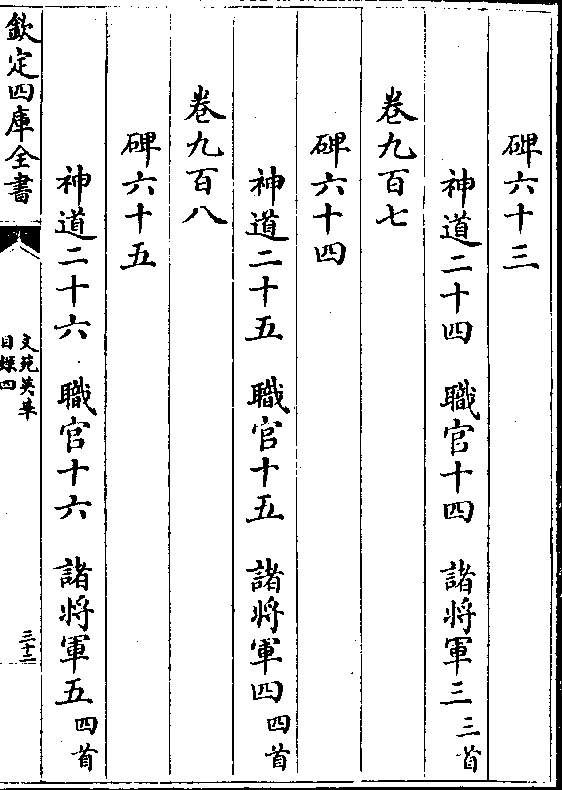 碑六十三
神道二十四 職官十四 諸將軍三 三首
卷九百七
碑六十四
神道二十五 職官十五 諸將軍四 四首
卷九百八
碑六十五
神道二十六 職官十六 諸將軍五 四首
欽定四庫全書
文苑英華
目錄四
三十二